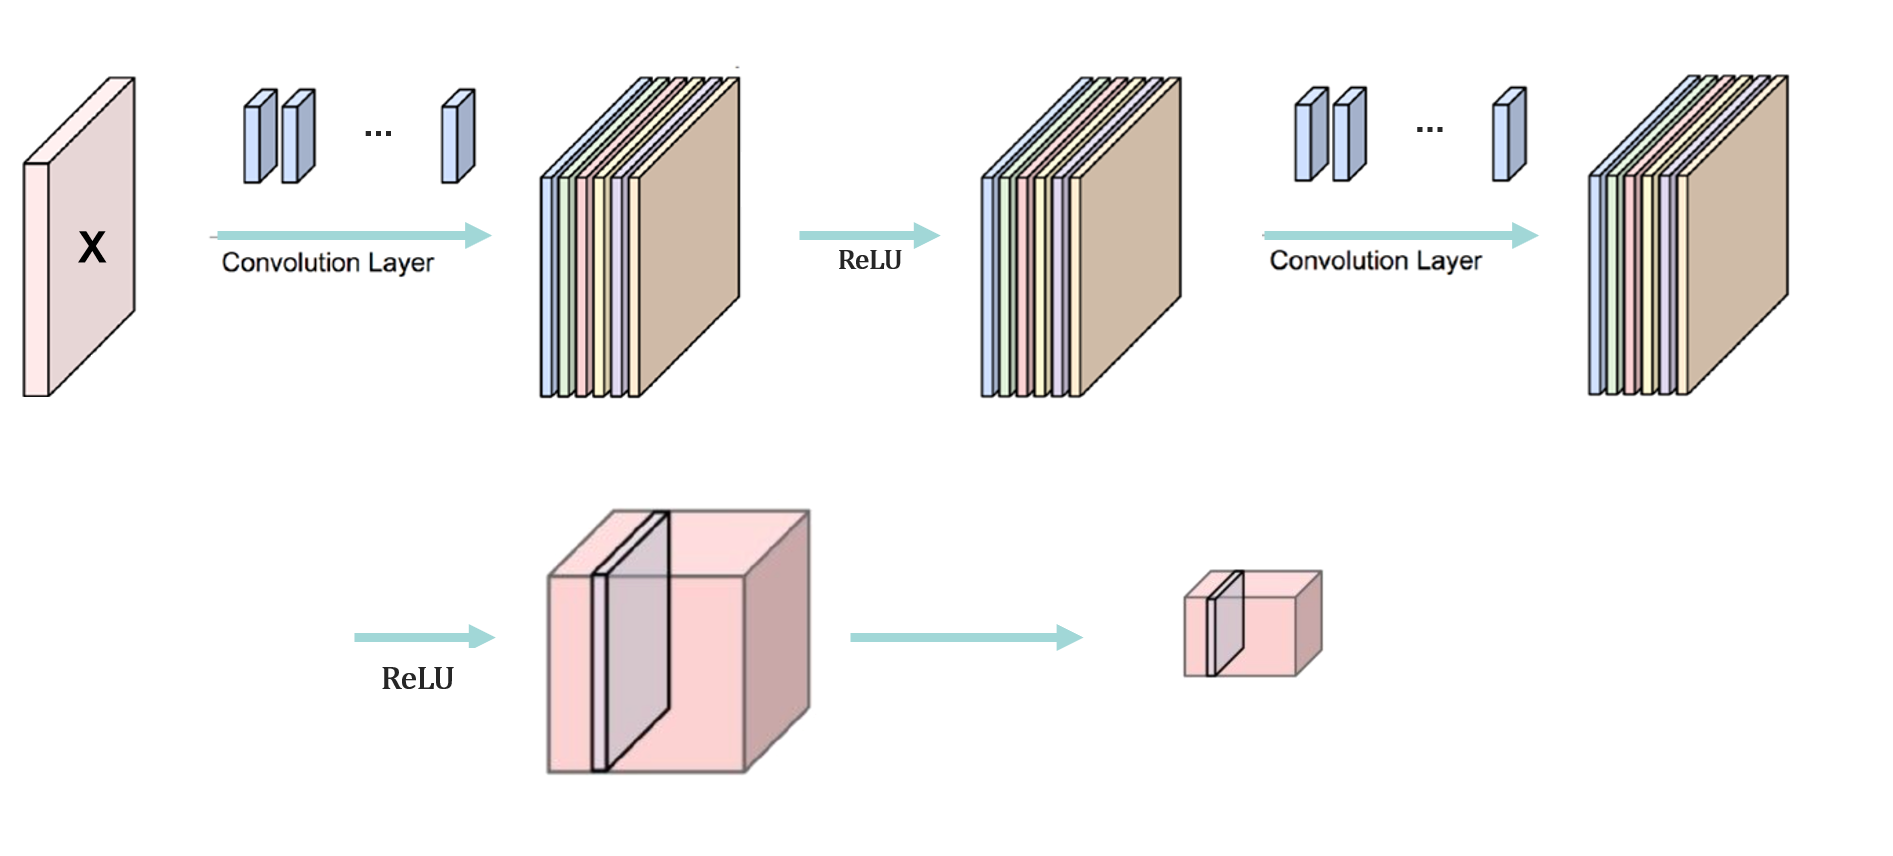 X
...
Convolution Layer
ReLU
...
Convolution Layer
ReLU